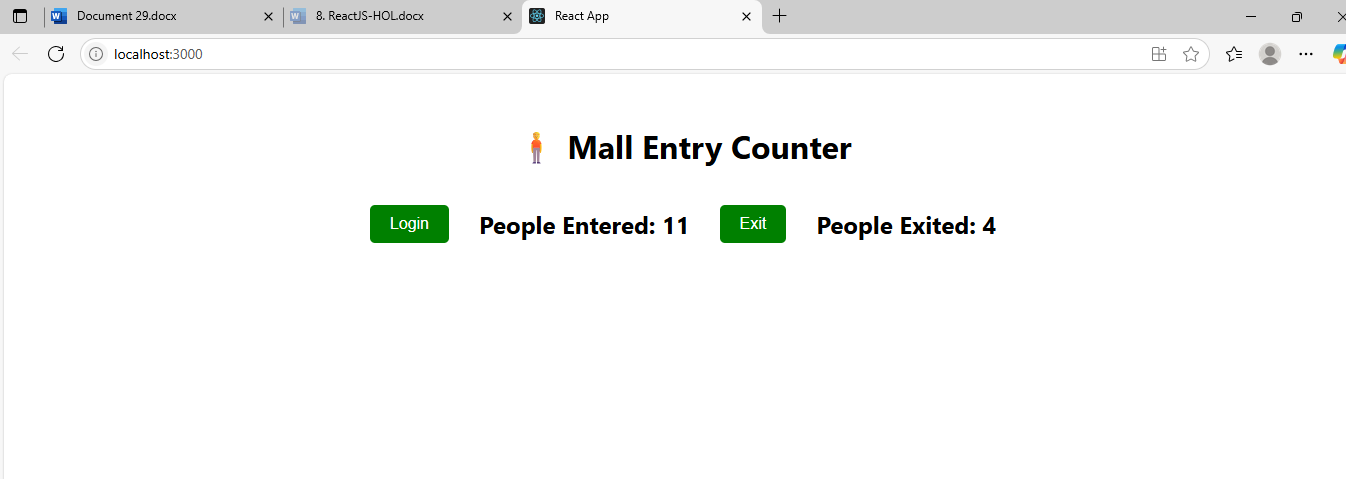 Document 29.docx
8. ReactJS-HOL.docx
React App
localhost:3000
Mall Entry Counter
Login People Entered: 11 Exit People Exited: 4